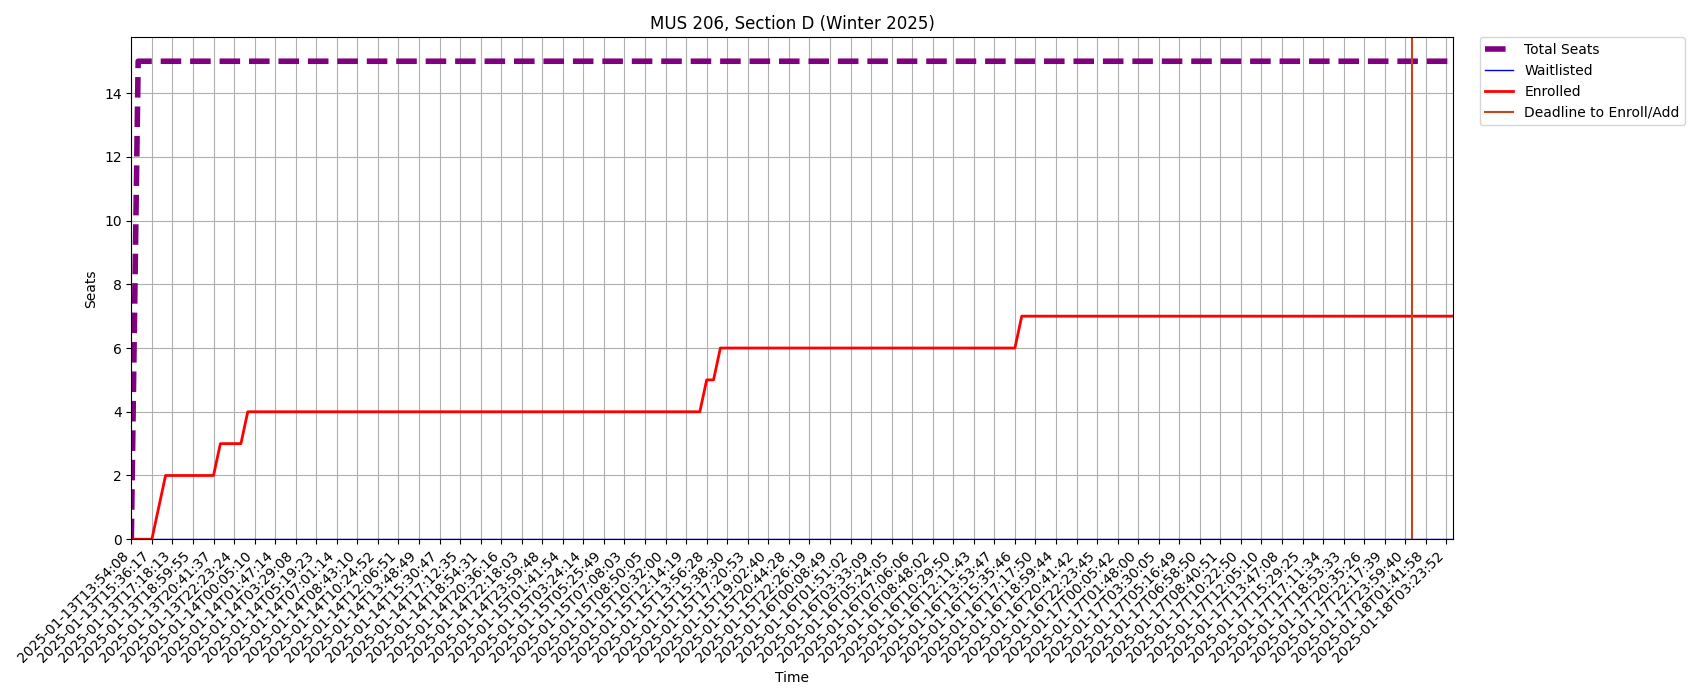 MUS 206, Section D (Winter 2025)
Total Seats
Waitlisted
Enrolled
Deadline to Enroll/Add
Seats
14
12
10
8
6
4
2
0
2025-01-13T13:54:08
2025-01-13T15:36:17
2025-01-13T17:18:13
2025-01-13T18:59:55
2025-01-13T20:41:37
2025-01-13T22:23:24
2025-01-14T00:05:10
2025-01-14T01:47:14
2025-01-14T03:29:08
2025-01-14T05:19:23
2025-01-14T07:01:14
2025-01-14T08:43:10
2025-01-14T10:24:52
2025-01-14T12:06:51
2025-01-14T13:48:49
2025-01-14T15:30:47
2025-01-14T17:12:35
2025-01-14T18:54:31
2025-01-14T20:36:16
2025-01-14T22:18:03
2025-01-14T23:59:48
2025-01-15T01:41:54
2025-01-15T03:24:14
2025-01-15T05:25:49
2025-01-15T07:08:03
2025-01-15T08:50:05
2025-01-15T10:32:00
2025-01-15T12:14:19
2025-01-15T13:56:28
2025-01-15T15:38:30
2025-01-15T17:20:53
2025-01-15T19:02:40
2025-01-15T20:44:28
2025-01-15T22:26:19
2025-01-16T00:08:49
2025-01-16T01:51:02
2025-01-16T03:33:09
2025-01-16T05:24:05
2025-01-16T07:06:06
2025-01-16T08:48:02
2025-01-16T10:29:50
2025-01-16T12:11:43
2025-01-16T13:53:47
2025-01-16T15:35:46
2025-01-16T17:17:50
2025-01-16T18:59:44
2025-01-16T20:41:42
2025-01-16T22:23:45
2025-01-17T00:05:42
2025-01-17T01:48:00
2025-01-17T03:30:05
2025-01-17T05:16:49
2025-01-17T06:58:50
2025-01-17T08:40:51
2025-01-17T10:22:50
2025-01-17T12:05:10
2025-01-17T13:47:08
2025-01-17T15:29:25
2025-01-17T17:11:34
2025-01-17T18:53:33
2025-01-17T20:35:26
2025-01-17T22:17:39
2025-01-17T23:59:40
2025-01-18T01:41:58
2025-01-18T03:23:52
Time